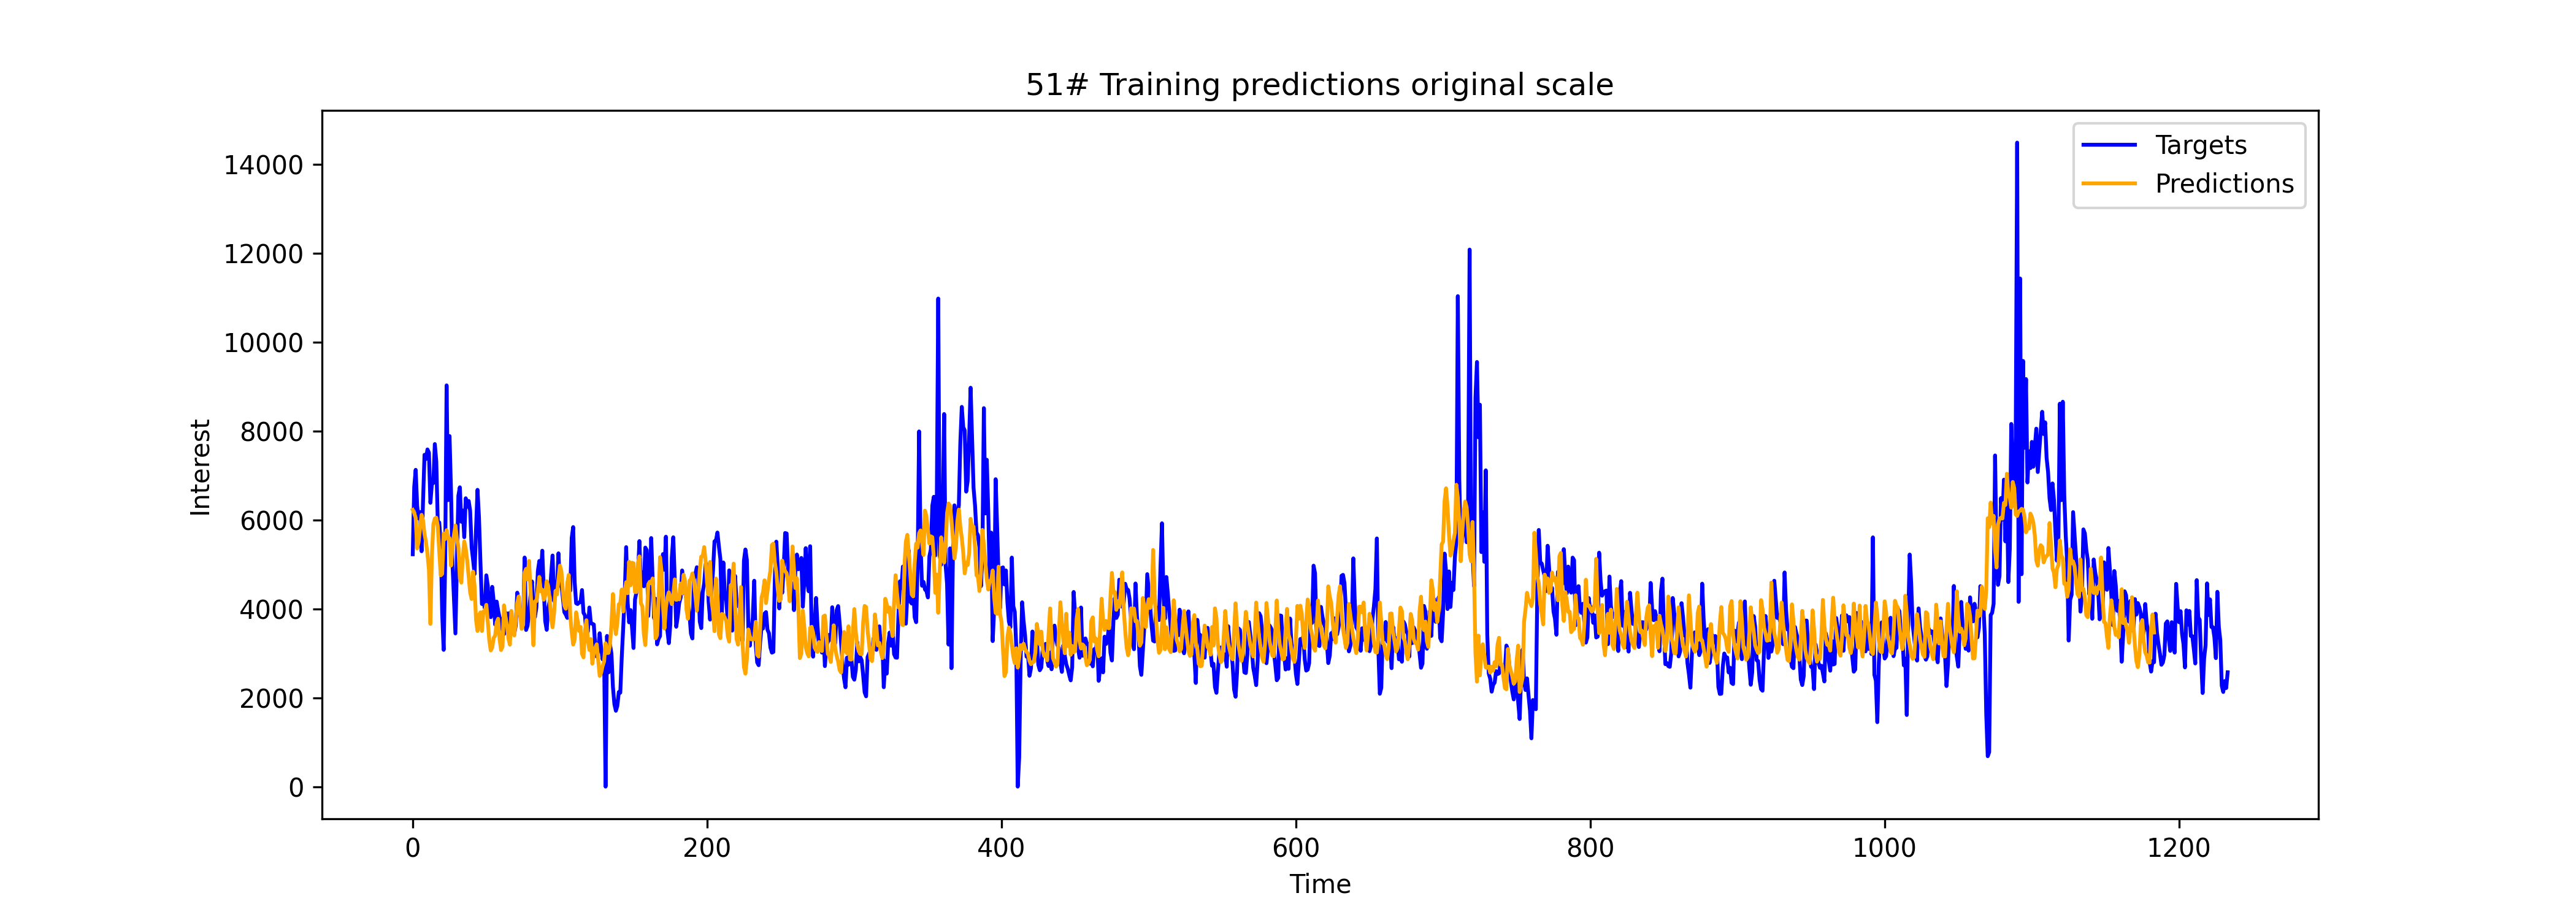 51# Training predictions original scale
Targets
Predictions
14000
12000
10000
8000
6000
4000
2000
0
Interest
0 200 400 600 800 1000 1200
Time